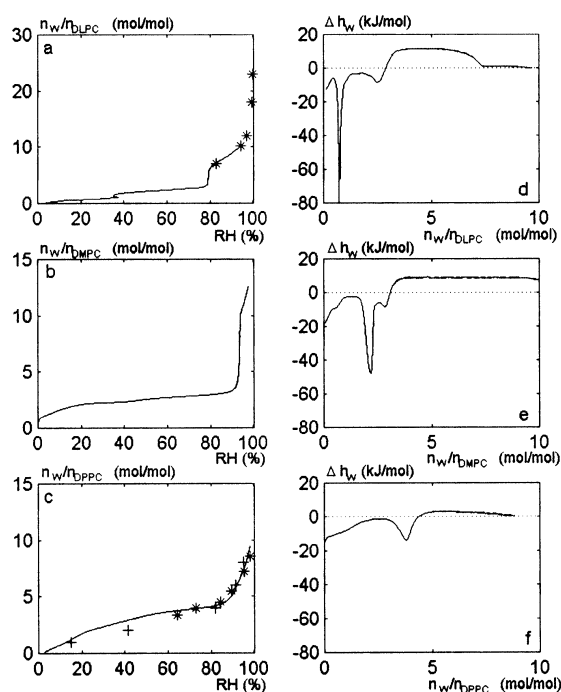 n_W/n_DLPC (mol/mol)
a
30
20
10
0
0 20 40 60 80 100
RH (%)
n_W/n_DMPC (mol/mol)
b
15
10
5
0
0 20 40 60 80 100
RH (%)
n_W/n_DPPC (mol/mol)
c
15
10
5
0
0 20 40 60 80 100
RH (%)
Δ h_W (kJ/mol)
20
0
-20
-40
-60
-80
d
0 5 10
n_W/n_DLPC (mol/mol)
Δ h_W (kJ/mol)
20
0
-20
-40
-60
-80
e
0 5 10
n_W/n_DMPC (mol/mol)
Δ h_W (kJ/mol)
20
0
-20
-40
-60
-80
f
0 5 10
n_W/n_DPPC (mol/mol)